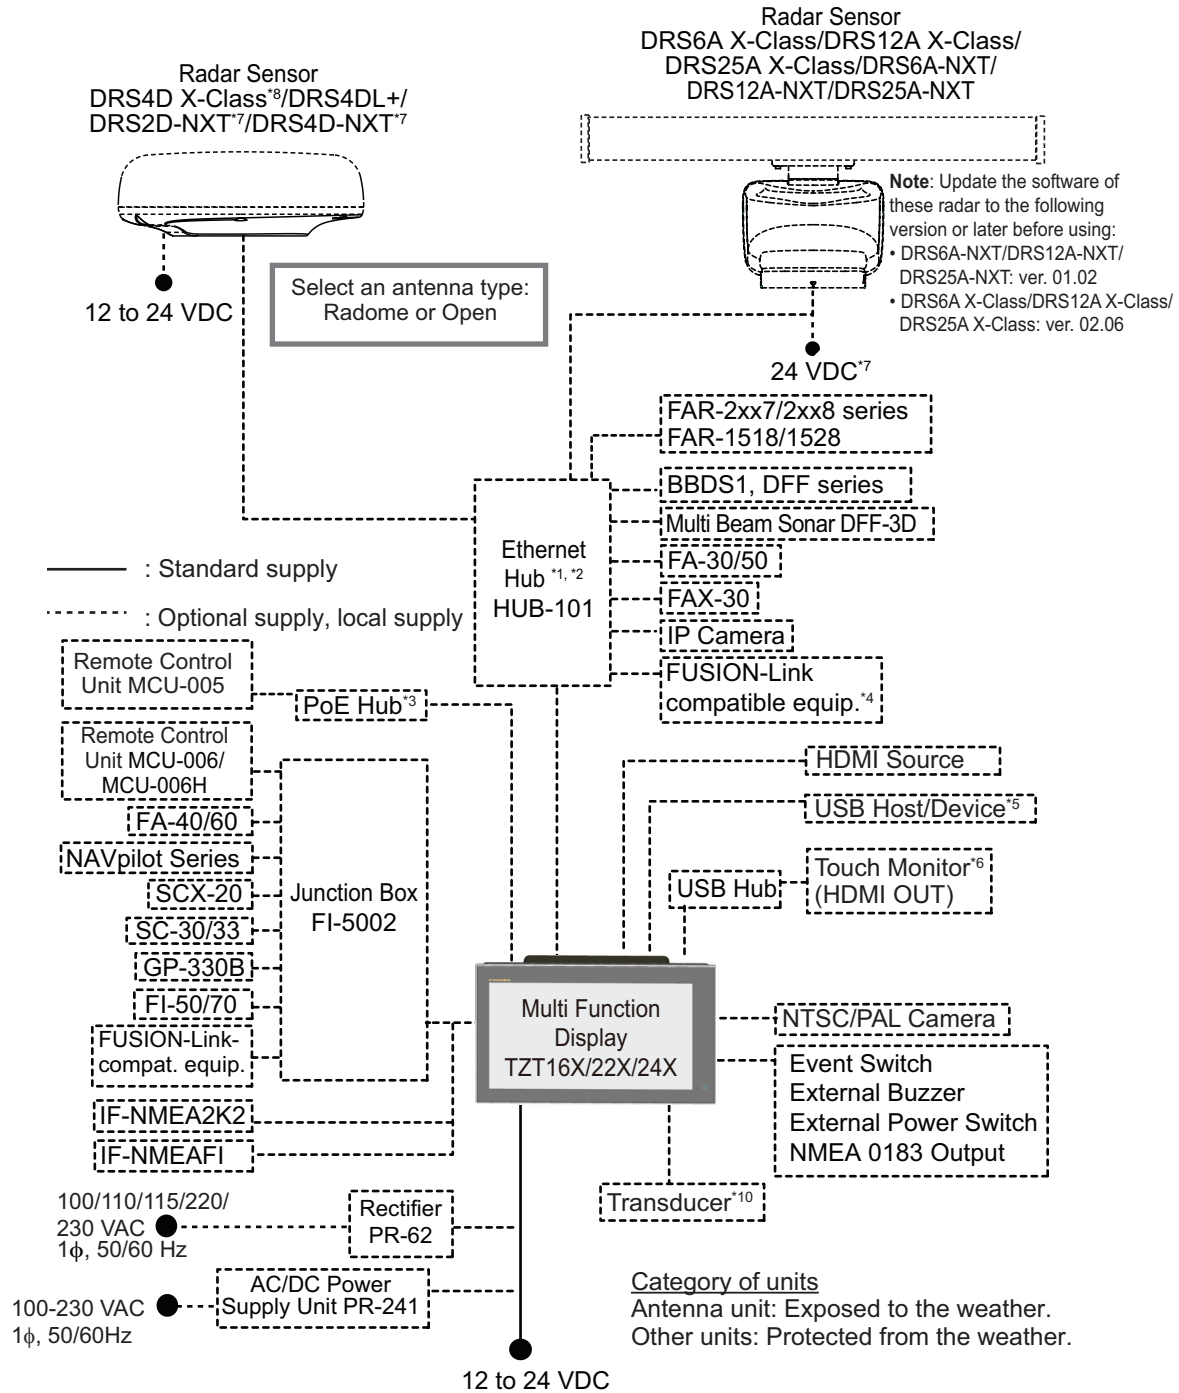 Radar Sensor
DRS6A X-Class/DRS12A X-Class/
DRS25A X-Class/DRS6A-NXT/
DRS12A-NXT/DRS25A-NXT
Radar Sensor
DRS4D X-Class*8/DRS4DL+/
DRS2D-NXT*7/DRS4D-NXT*7
Note: Update the software of
these radar to the following
version or later before using:
• DRS6A-NXT/DRS12A-NXT/
DRS25A-NXT: ver. 01.02
• DRS6A X-Class/DRS12A X-Class/
DRS25A X-Class: ver. 02.06
12 to 24 VDC
Select an antenna type:
Radome or Open
24 VDC*7
FAR-2xx7/2xx8 series
FAR-1518/1528
BBDS1, DFF series
Multi Beam Sonar DFF-3D
FA-30/50
FAX-30
IP Camera
FUSION-Link
compatible equip.*4
Ethernet
Hub *1, *2
HUB-101
: Standard supply
: Optional supply, local supply
Remote Control
Unit MCU-005
PoE Hub*3
Remote Control
Unit MCU-006/
MCU-006H
FA-40/60
NAVpilot Series
SCX-20
SC-30/33
GP-330B
FI-50/70
FUSION-Link-
compat. equip.
Junction Box
FI-5002
IF-NMEA2K2
IF-NMEAFI
HDMI Source
USB Host/Device*5
USB Hub
Touch Monitor*6
(HDMI OUT)
Multi Function
Display
TZT16X/22X/24X
NTSC/PAL Camera
Event Switch
External Buzzer
External Power Switch
NMEA 0183 Output
Transducer*10
100/110/115/220/
230 VAC
1ϕ, 50/60 Hz
Rectifier
PR-62
100-230 VAC
1ϕ, 50/60Hz
AC/DC Power
Supply Unit PR-241
12 to 24 VDC
Category of units
Antenna unit: Exposed to the weather.
Other units: Protected from the weather.